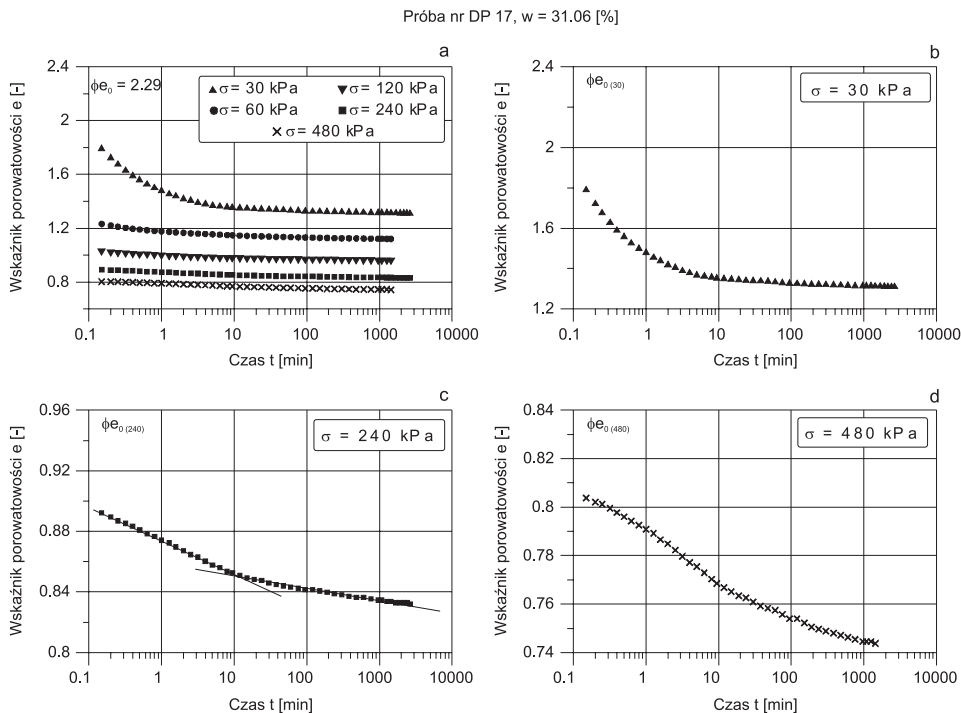 Próba nr DP 17, w = 31.06 [%]
a
Wskaźnik porowatowości e [-]
ϕe₀ = 2.29
σ= 30 kPa
σ= 120 kPa
σ= 60 kPa
σ= 240 kPa
σ= 480 kPa
2.4
2
1.6
1.2
0.8
0.1 1 10 100 1000 10000
Czas t [min]
b
Wskaźnik porowatowości e [-]
ϕe₀ ₍₃₀₎
σ = 30 kPa
2.4
2
1.6
1.2
0.1 1 10 100 1000 10000
Czas t [min]
c
Wskaźnik porowatowości e [-]
ϕe₀ ₍₂₄₀₎
σ = 240 kPa
0.96
0.92
0.88
0.84
0.8
0.1 1 10 100 1000 10000
Czas t [min]
d
Wskaźnik porowatowości e [-]
ϕe₀ ₍₄₈₀₎
σ = 480 kPa
0.84
0.82
0.8
0.78
0.76
0.74
0.1 1 10 100 1000 10000
Czas t [min]